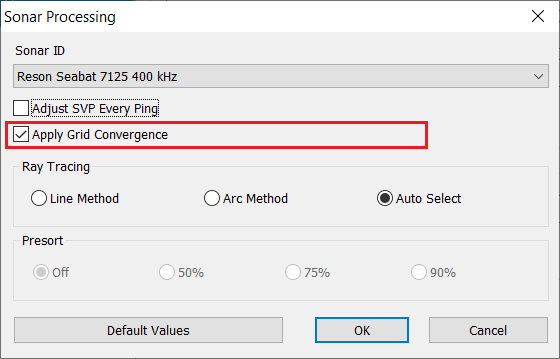 Sonar Processing
Sonar ID
Reson Seabat 7125 400 kHz
Adjust SVP Every Ping
Apply Grid Convergence
Ray Tracing
Line Method Arc Method Auto Select
Presort
Off 50% 75% 90%
Default Values OK Cancel